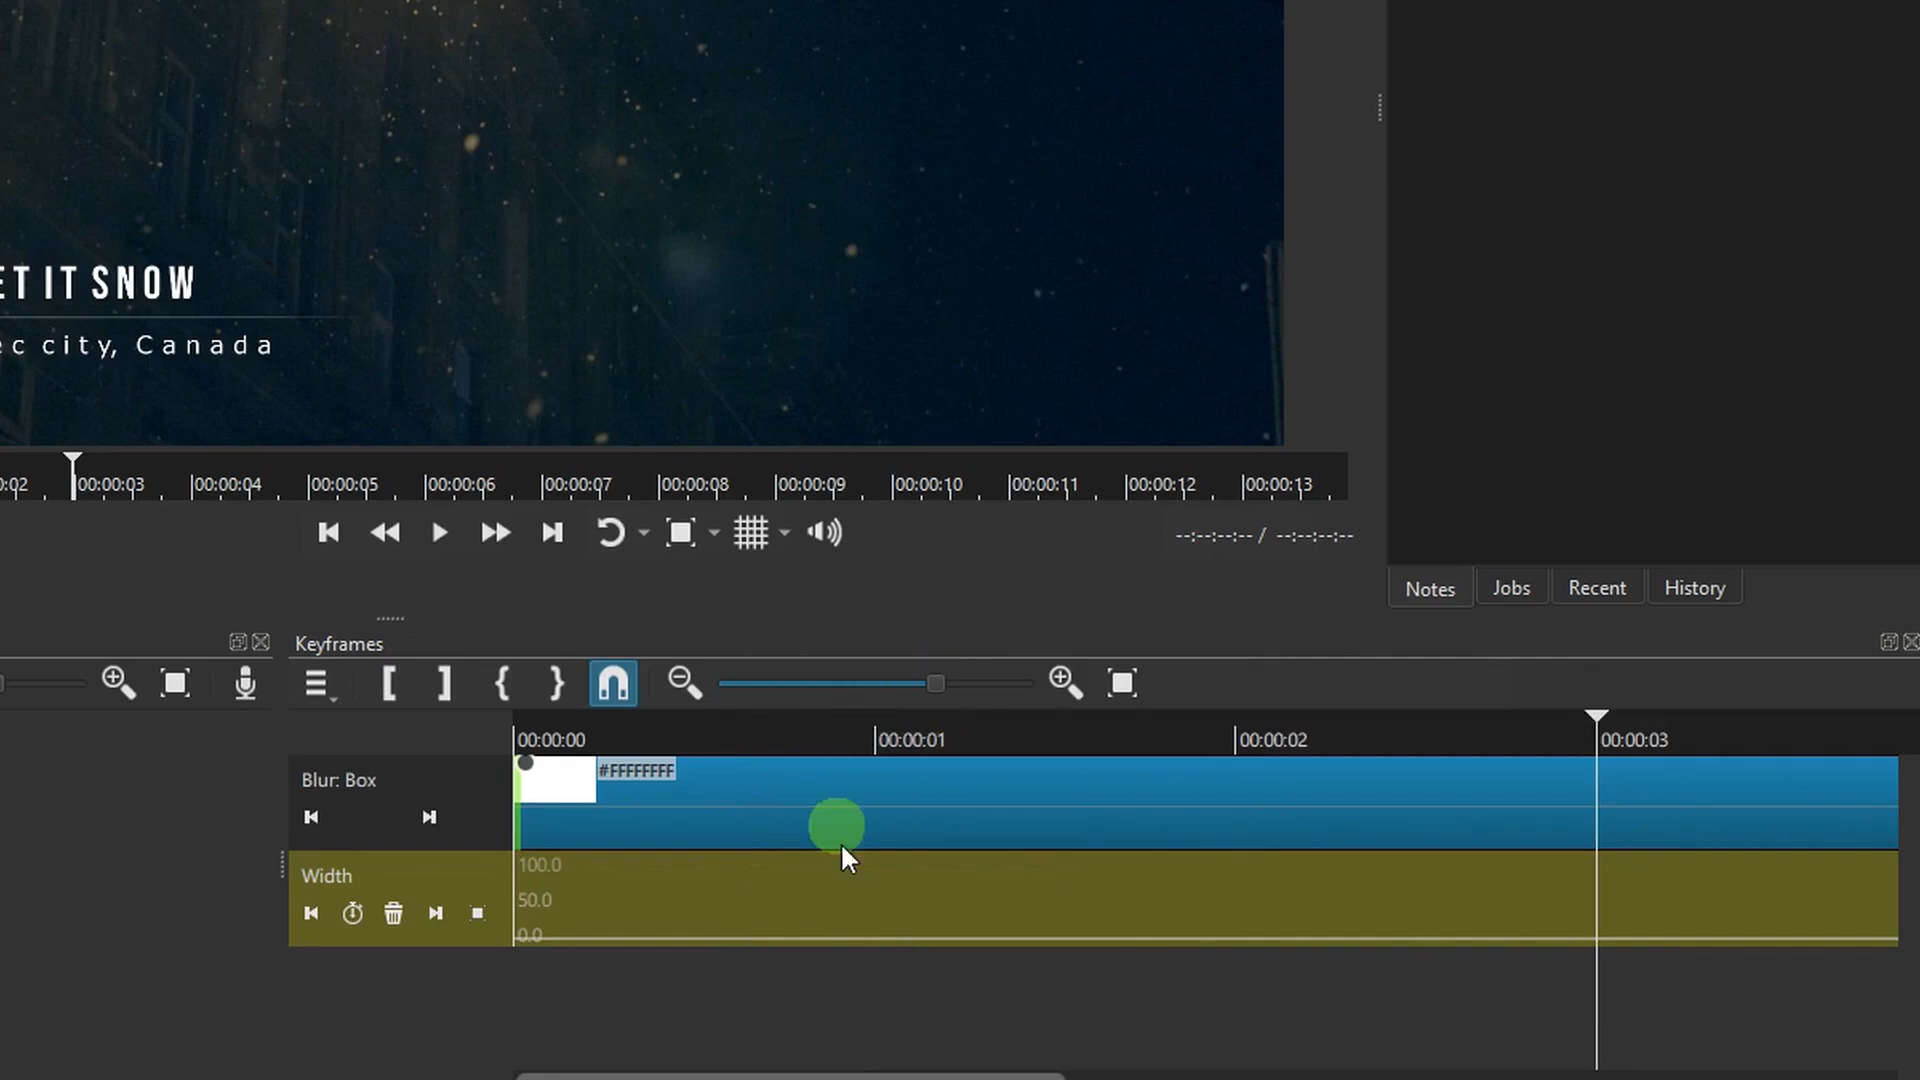 ET IT SNOW
ec city, Canada
0:02 00:00:03 00:00:04 00:00:05 00:00:06 00:00:07 00:00:08 00:00:09 00:00:10 00:00:11 00:00:12 00:00:13
--:--:--:-- / --:--:--:--
Notes Jobs Recent History
Keyframes
00:00:00 00:00:01 00:00:02 00:00:03
Blur: Box
#FFFFFFFF
Width
100.0
50.0
0.0